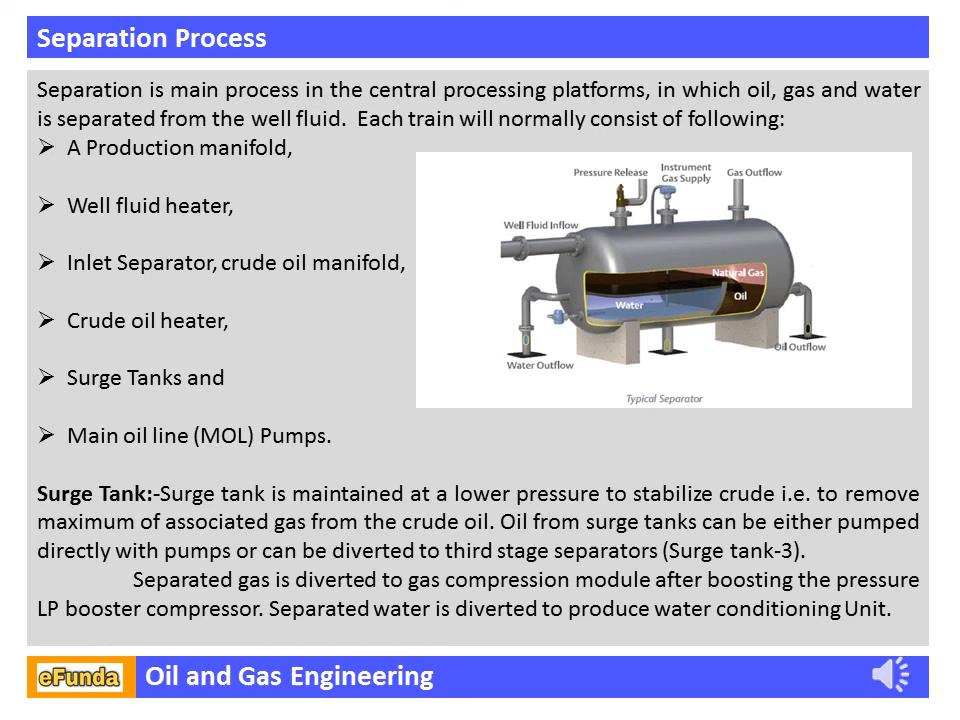 Separation Process
Separation is main process in the central processing platforms, in which oil, gas and water
is separated from the well fluid. Each train will normally consist of following:
A Production manifold,
Well fluid heater,
Inlet Separator, crude oil manifold,
Crude oil heater,
Surge Tanks and
Main oil line (MOL) Pumps.
Pressure Release
Instrument
Gas Supply
Gas Outflow
Well Fluid Inflow
Natural Gas
Oil
Water
Oil Outflow
Water Outflow
Typical Separator
Surge Tank:-Surge tank is maintained at a lower pressure to stabilize crude i.e. to remove
maximum of associated gas from the crude oil. Oil from surge tanks can be either pumped
directly with pumps or can be diverted to third stage separators (Surge tank-3).
Separated gas is diverted to gas compression module after boosting the pressure
LP booster compressor. Separated water is diverted to produce water conditioning Unit.
eFunda
Oil and Gas Engineering